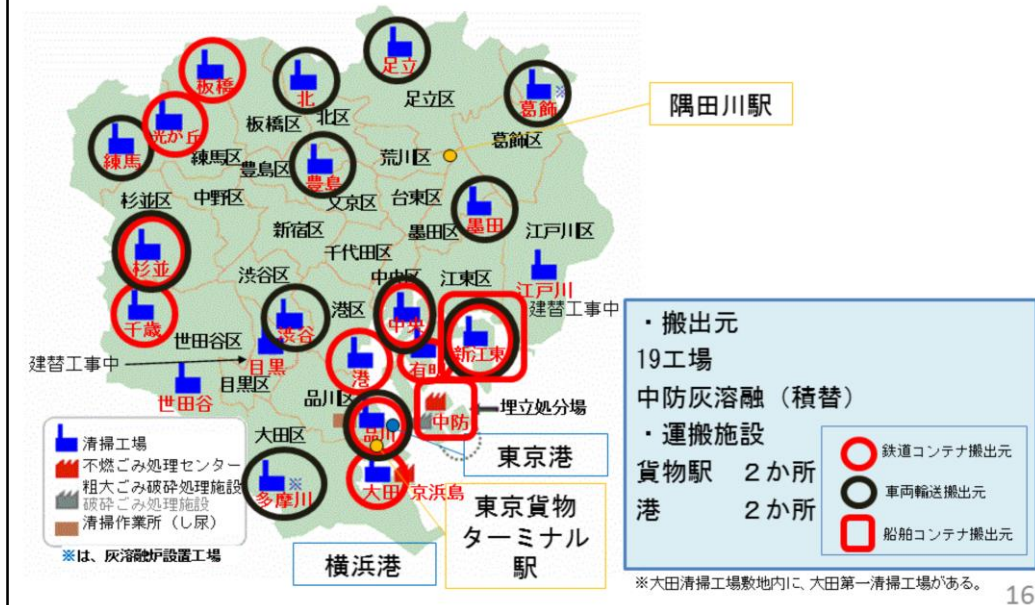 板橋
北
足立
葛飾※
隅田川駅
光が丘
板橋区
北区
足立区
葛飾区
練馬
練馬区
豊島区
豊島
荒川区
杉並区
中野区
文京区
台東区
墨田
新宿区
墨田区
江戸川区
千代田区
杉並
渋谷区
中央区
江東区
江戸川
建替工事中
千歳
渋谷
港区
中央
新江東
世田谷区
建替工事中
目黒
港
有明
世田谷
目黒区
品川区
中防
埋立処分場
品川
大田区
東京港
多摩川※
大田
京浜島
清掃工場
不燃ごみ処理センター
粗大ごみ破砕処理施設
破砕ごみ処理施設
清掃作業所(し尿)
※は、灰溶融炉設置工場
横浜港
東京貨物
ターミナル
駅
・搬出元
19工場
中防灰溶融(積替)
・運搬施設
貨物駅 2か所
港 2か所
鉄道コンテナ搬出元
車両輸送搬出元
船舶コンテナ搬出元
※大田清掃工場敷地内に、大田第一清掃工場がある。
16